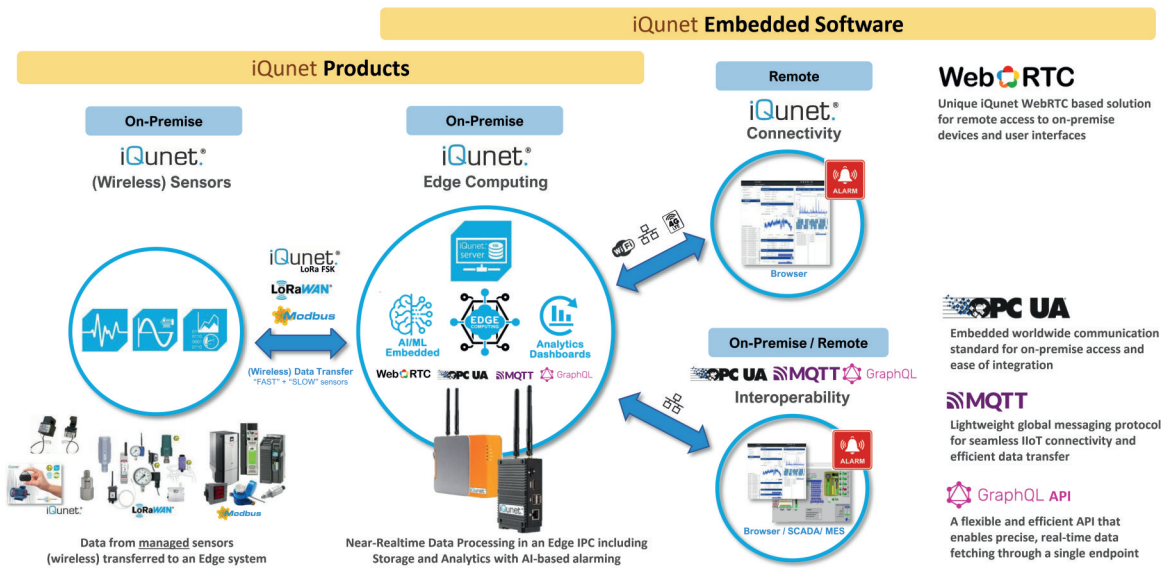 iQunet Embedded Software
iQunet Products
On-Premise
iQunet.®
(Wireless) Sensors
iQunet.®
LoRa FSK
LoRaWAN®
Modbus
(Wireless) Data Transfer
"FAST" + "SLOW" sensors
iQunet.
LoRaWAN®
Modbus
Data from managed sensors
(wireless) transferred to an Edge system
On-Premise
iQunet.®
Edge Computing
iQunet.
server
AI/ML
Embedded
EDGE
COMPUTING
Analytics
Dashboards
WebRTC
OPC UA
MQTT
GraphQL
iQunet
iQunet
Near-Realtime Data Processing in an Edge IPC including
Storage and Analytics with AI-based alarming
WiFi
4G
LTE
Remote
iQunet.®
Connectivity
ALARM
Browser
On-Premise / Remote
OPC UA MQTT GraphQL
Interoperability
ALARM
Browser / SCADA/ MES
WebRTC
Unique iQunet WebRTC based solution
for remote access to on-premise
devices and user interfaces
OPC UA
Embedded worldwide communication
standard for on-premise access and
ease of integration
MQTT
Lightweight global messaging protocol
for seamless IIoT connectivity and
efficient data transfer
GraphQL API
A flexible and efficient API that
enables precise, real-time data
fetching through a single endpoint